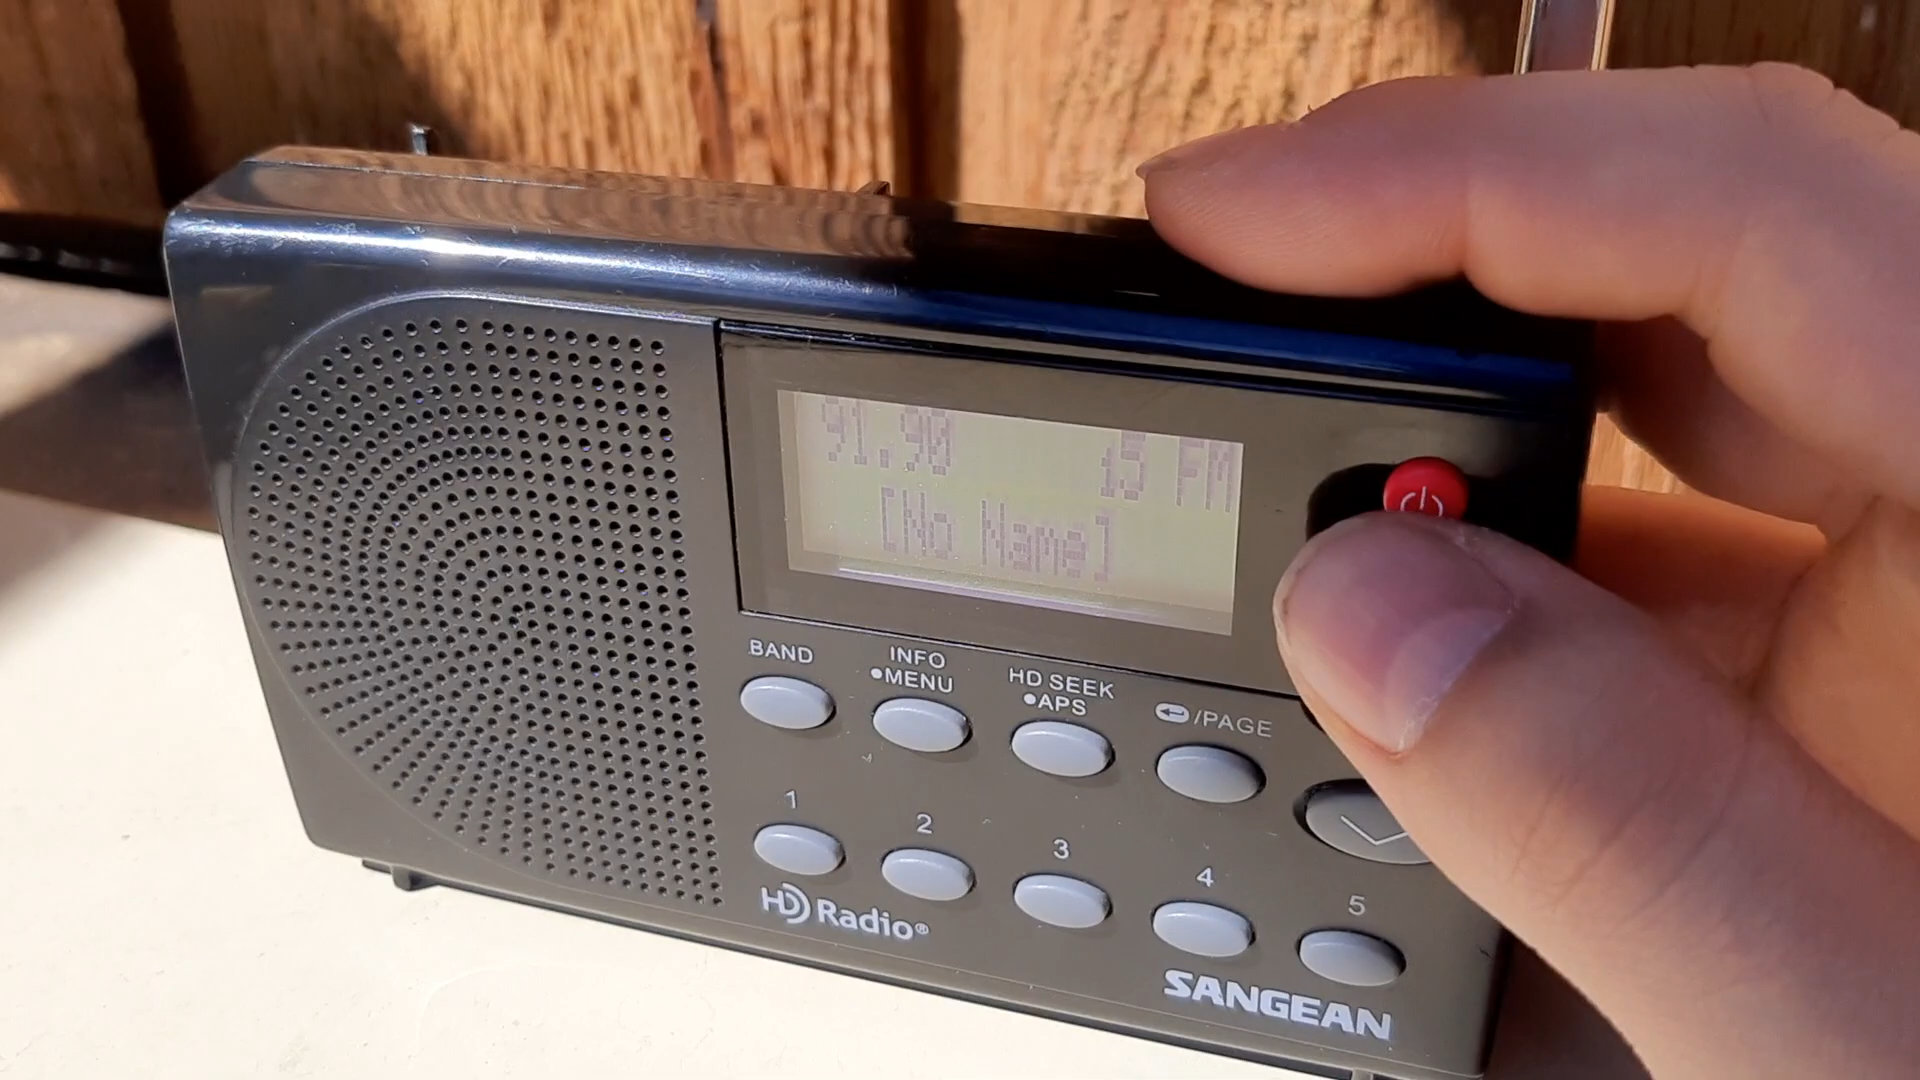 91.90 15 FM
[No Name]
BAND
INFO
•MENU
HD SEEK
•APS
/PAGE
1
2
3
4
5
HD Radio®
SANGEAN